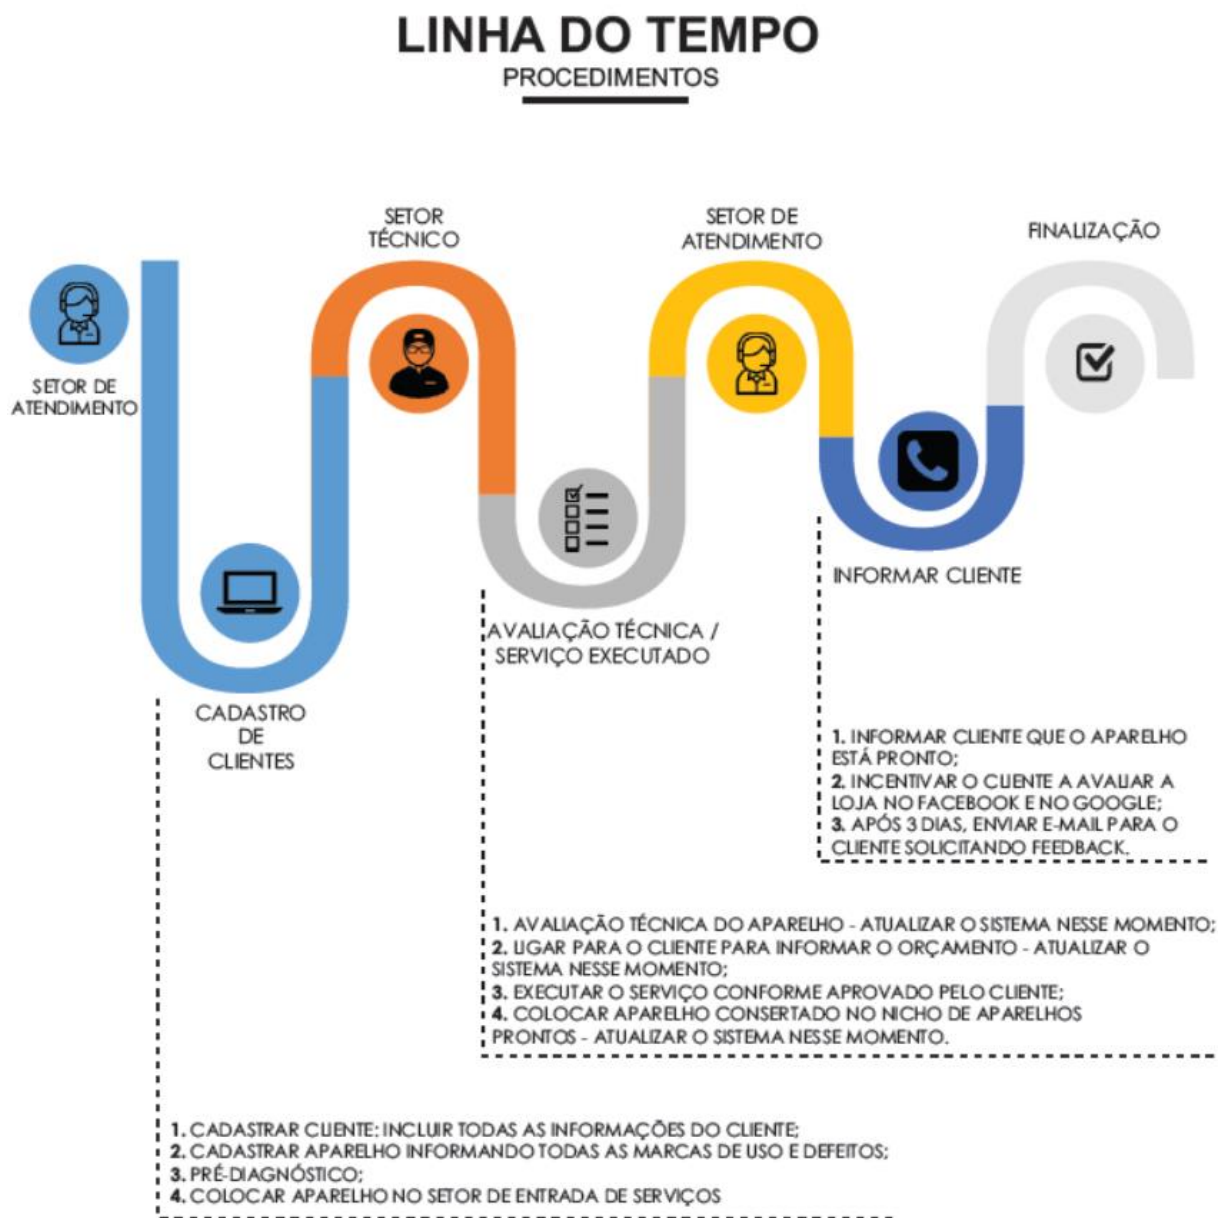 LINHA DO TEMPO
PROCEDIMENTOS
SETOR DE
ATENDIMENTO
CADASTRO
DE
CLIENTES
SETOR
TÉCNICO
AVALIAÇÃO TÉCNICA /
SERVIÇO EXECUTADO
SETOR DE
ATENDIMENTO
INFORMAR CLIENTE
FINALIZAÇÃO
1. INFORMAR CLIENTE QUE O APARELHO
ESTÁ PRONTO;
2. INCENTIVAR O CLIENTE A AVALIAR A
LOJA NO FACEBOOK E NO GOOGLE;
3. APÓS 3 DIAS, ENVIAR E-MAIL PARA O
CLIENTE SOLICITANDO FEEDBACK.
1. AVALIAÇÃO TÉCNICA DO APARELHO - ATUALIZAR O SISTEMA NESSE MOMENTO;
2. LIGAR PARA O CLIENTE PARA INFORMAR O ORÇAMENTO - ATUALIZAR O
SISTEMA NESSE MOMENTO;
3. EXECUTAR O SERVIÇO CONFORME APROVADO PELO CLIENTE;
4. COLOCAR APARELHO CONSERTADO NO NICHO DE APARELHOS
PRONTOS - ATUALIZAR O SISTEMA NESSE MOMENTO.
1. CADASTRAR CLIENTE: INCLUIR TODAS AS INFORMAÇÕES DO CLIENTE;
2. CADASTRAR APARELHO INFORMANDO TODAS AS MARCAS DE USO E DEFEITOS;
3. PRÉ-DIAGNÓSTICO;
4. COLOCAR APARELHO NO SETOR DE ENTRADA DE SERVIÇOS